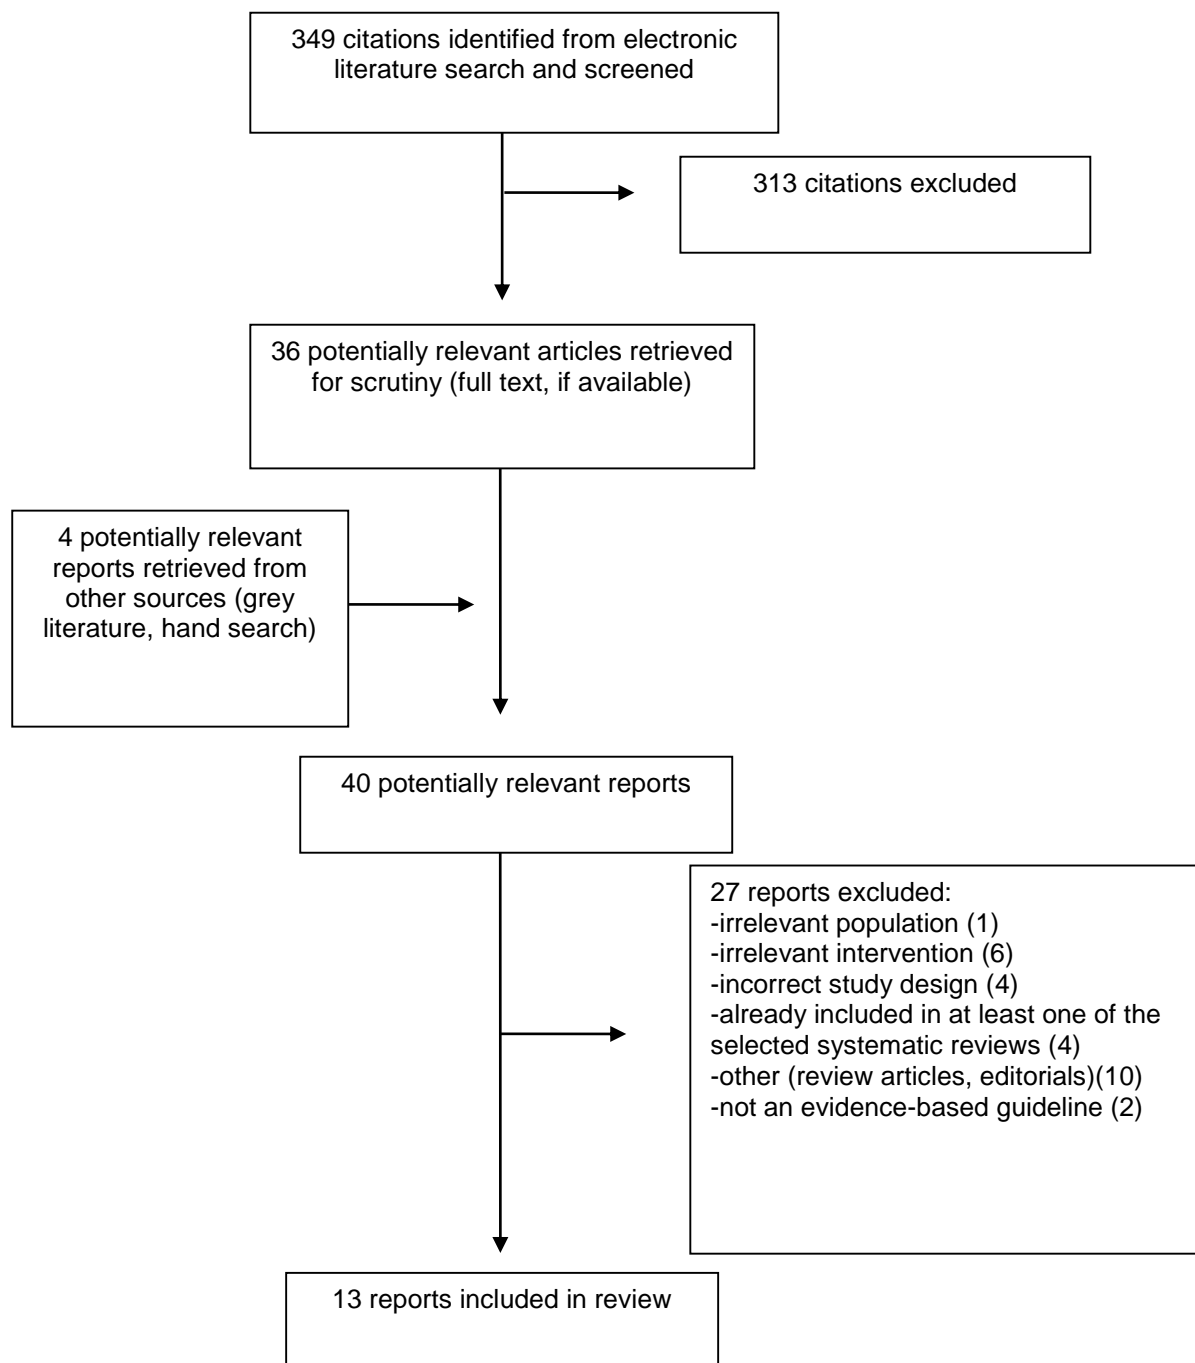 349 citations identified from electronic
literature search and screened
313 citations excluded
36 potentially relevant articles retrieved
for scrutiny (full text, if available)
4 potentially relevant
reports retrieved from
other sources (grey
literature, hand search)
40 potentially relevant reports
27 reports excluded:
-irrelevant population (1)
-irrelevant intervention (6)
-incorrect study design (4)
-already included in at least one of the
selected systematic reviews (4)
-other (review articles, editorials)(10)
-not an evidence-based guideline (2)
13 reports included in review